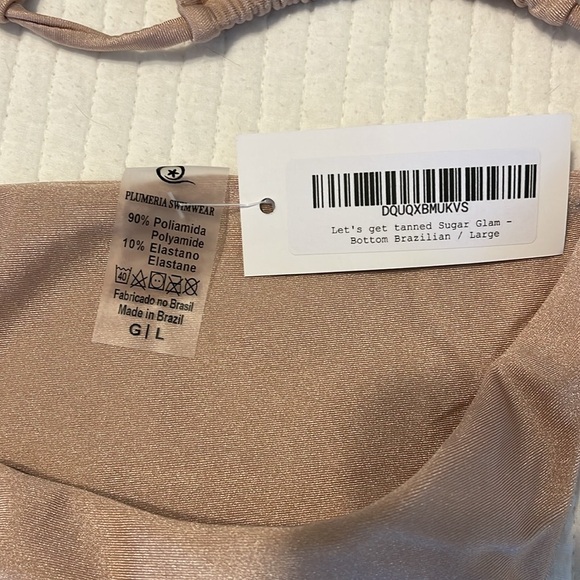 PLUMERIA SWIMWEAR
90% Poliamida
Polyamide
10% Elastano
Elastane
40
Fabricado no Brasil
Made in Brazil
G|L
DQUQXBMUKVS
Let's get tanned Sugar Glam -
Bottom Brazilian / Large